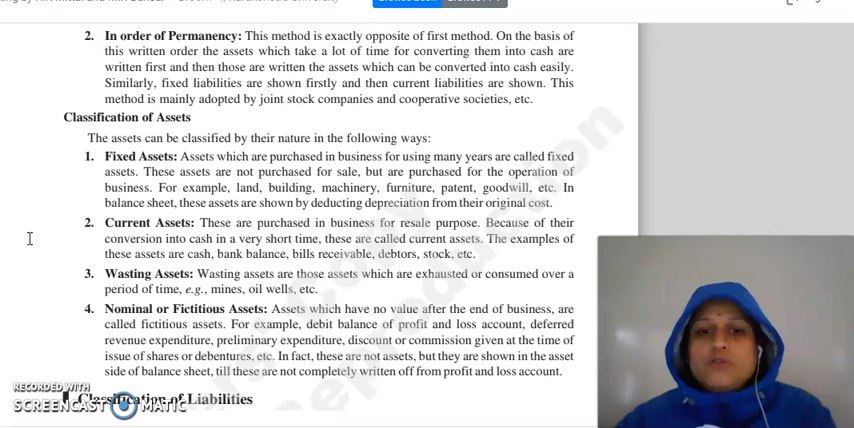 2. In order of Permanency: This method is exactly opposite of first method. On the basis of
this written order the assets which take a lot of time for converting them into cash are
written first and then those are written the assets which can be converted into cash easily.
Similarly, fixed liabilities are shown firstly and then current liabilities are shown. This
method is mainly adopted by joint stock companies and cooperative societies, etc.
Classification of Assets
The assets can be classified by their nature in the following ways:
1. Fixed Assets: Assets which are purchased in business for using many years are called fixed
assets. These assets are not purchased for sale, but are purchased for the operation of
business. For example, land, building, machinery, furniture, patent, goodwill, etc. In
balance sheet, these assets are shown by deducting depreciation from their original cost.
2. Current Assets: These are purchased in business for resale purpose. Because of their
conversion into cash in a very short time, these are called current assets. The examples of
these assets are cash, bank balance, bills receivable, debtors, stock, etc.
3. Wasting Assets: Wasting assets are those assets which are exhausted or consumed over a
period of time, e.g., mines, oil wells, etc.
4. Nominal or Fictitious Assets: Assets which have no value after the end of business, are
called fictitious assets. For example, debit balance of profit and loss account, deferred
revenue expenditure, preliminary expenditure, discount or commission given at the time of
issue of shares or debentures, etc. In fact, these are not assets, but they are shown in the asset
side of balance sheet, till these are not completely written off from profit and loss account.
Classification of Liabilities
RECORDED WITH
SCREENCAST MATIC